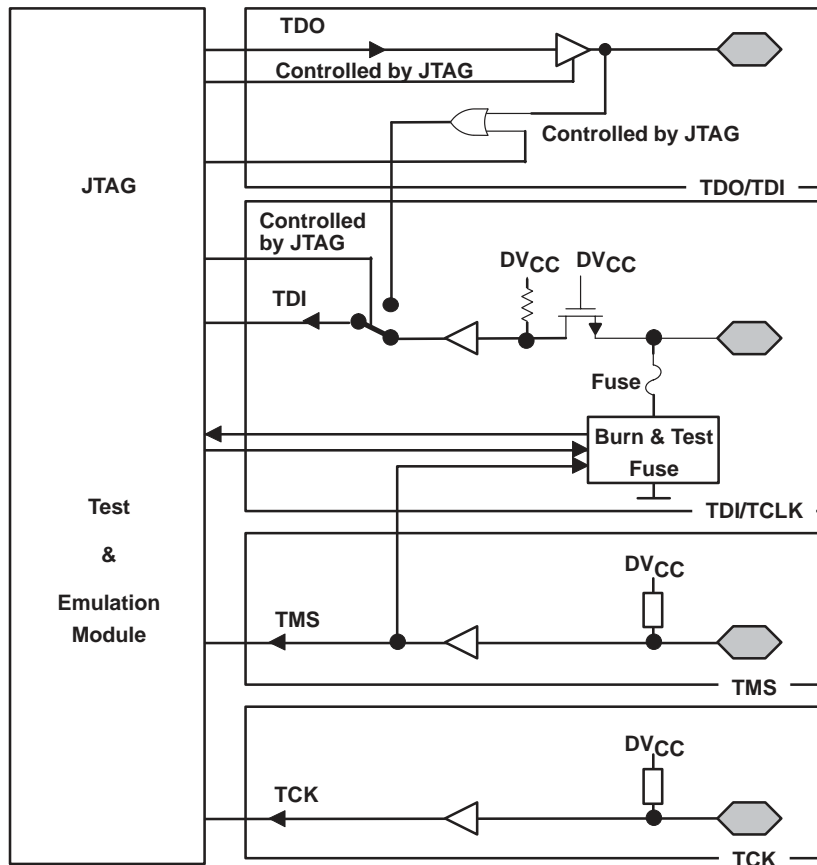 TDO
Controlled by JTAG
Controlled by JTAG
TDO/TDI
JTAG
Controlled
by JTAG
TDI
DVCC
DVCC
Fuse
Burn & Test
Fuse
TDI/TCLK
Test
&
Emulation
Module
DVCC
TMS
TMS
DVCC
TCK
TCK